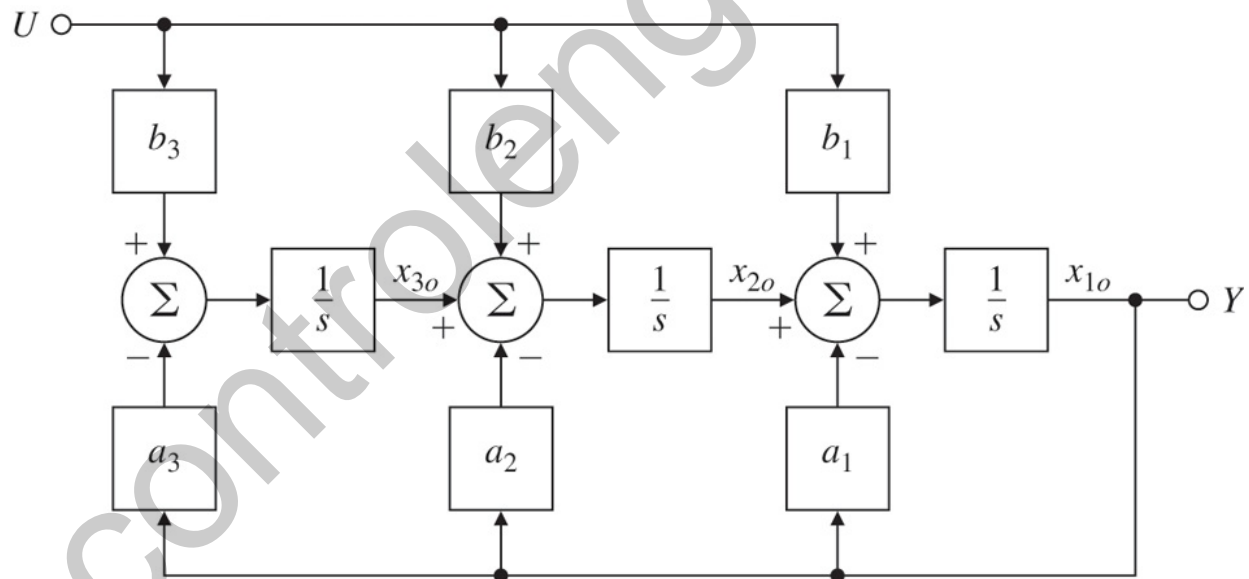 U
b₃ b₂ b₁
+ + +
Σ 1/s x₃ₒ Σ 1/s x₂ₒ Σ 1/s x₁ₒ Y
+ +
− − −
a₃ a₂ a₁
controleng